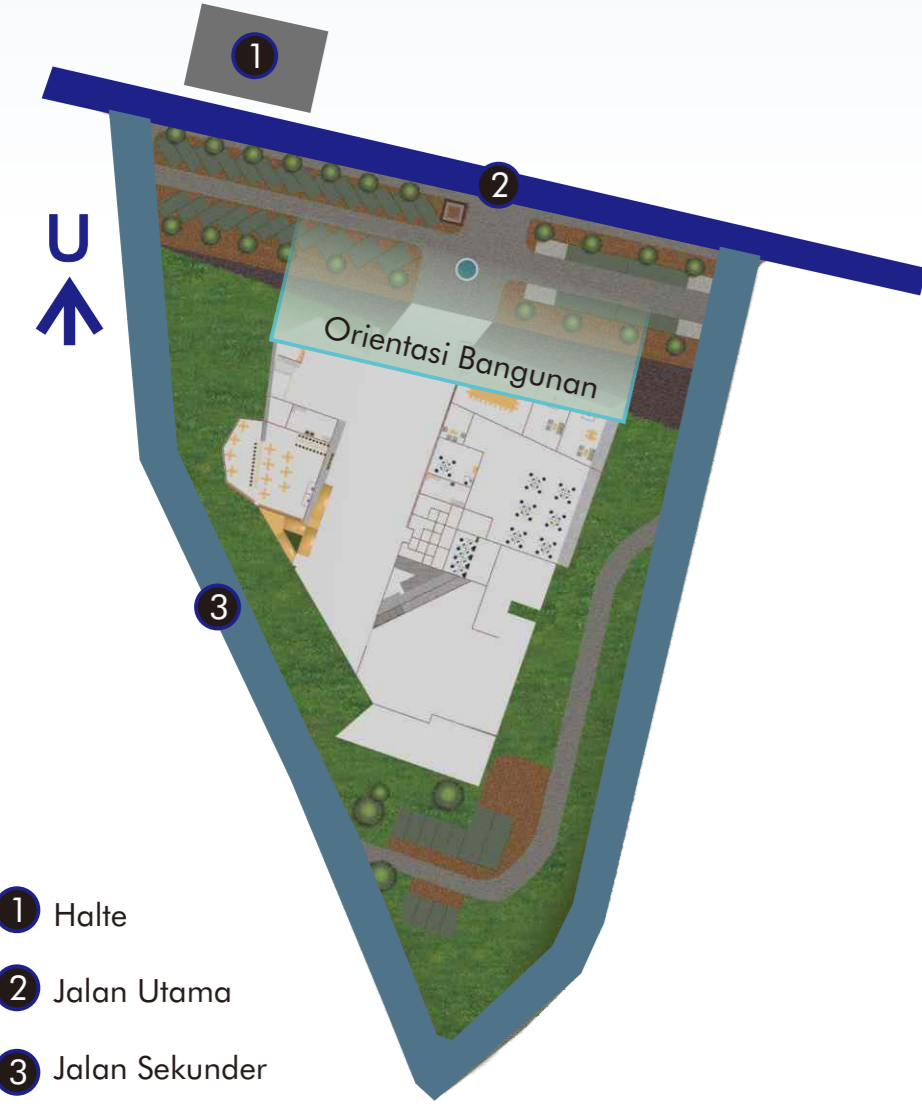 1
2
U
Orientasi Bangunan
3
1 Halte
2 Jalan Utama
3 Jalan Sekunder